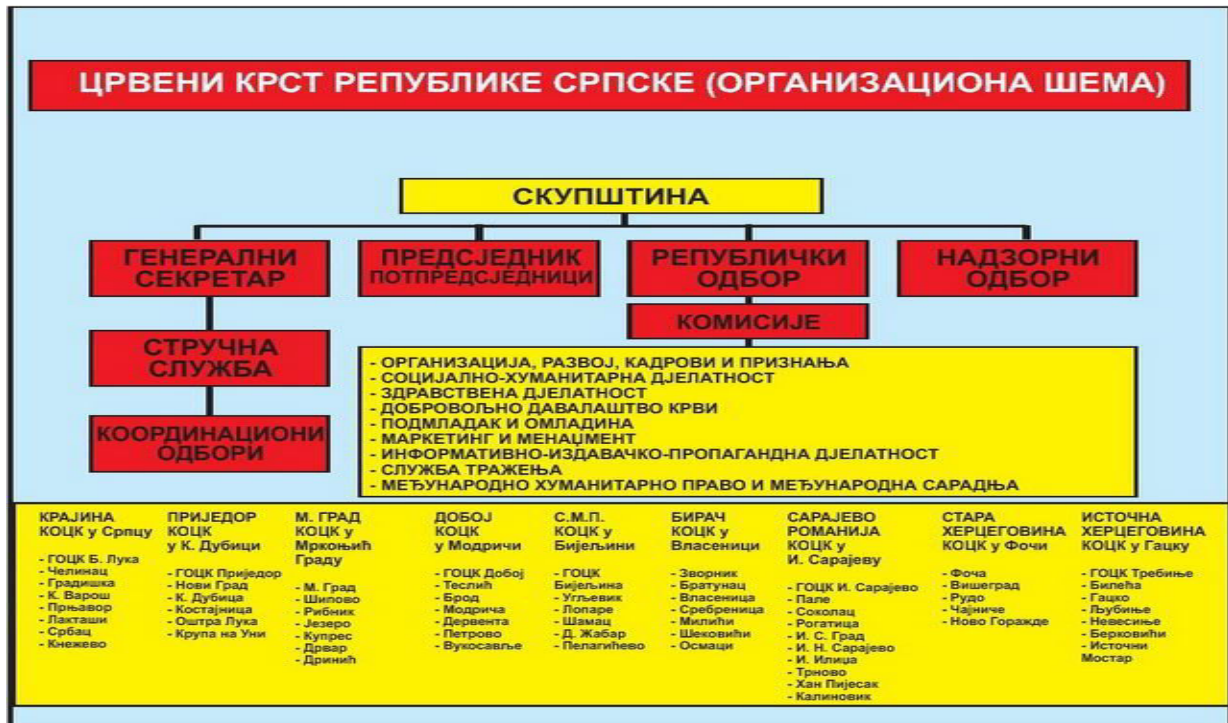 ЦРВЕНИ КРСТ РЕПУБЛИКЕ СРПСКЕ (ОРГАНИЗАЦИОНА ШЕМА)
СКУПШТИНА
ГЕНЕРАЛНИ
СЕКРЕТАР
ПРЕДСЈЕДНИК
ПОТПРЕДСЈЕДНИЦИ
РЕПУБЛИЧКИ
ОДБОР
НАДЗОРНИ
ОДБОР
СТРУЧНА
СЛУЖБА
КООРДИНАЦИОНИ
ОДБОРИ
КОМИСИЈЕ
- ОРГАНИЗАЦИЈА, РАЗВОЈ, КАДРОВИ И ПРИЗНАЊА
- СОЦИЈАЛНО-ХУМАНИТАРНА ДЈЕЛАТНОСТ
- ЗДРАВСТВЕНА ДЈЕЛАТНОСТ
- ДОБРОВОЉНО ДАВАЛАШТВО КРВИ
- ПОДМЛАДАК И ОМЛАДИНА
- МАРКЕТИНГ И МЕНАЏМЕНТ
- ИНФОРМАТИВНО-ИЗДАВАЧКО-ПРОПАГАНДНА ДЈЕЛАТНОСТ
- СЛУЖБА ТРАЖЕЊА
- МЕЂУНАРОДНО ХУМАНИТАРНО ПРАВО И МЕЂУНАРОДНА САРАДЊА
КРАЈИНА
КОЦК у Српцу
- ГОЦК Б. Лука
- Челинац
- Градишка
- К. Варош
- Прњавор
- Лакташи
- Србац
- Кнежево
ПРИЈЕДОР
КОЦК
у К. Дубици
- ГОЦК Приједор
- Нови Град
- К. Дубица
- Костајница
- Оштра Лука
- Крупа на Уни
М. ГРАД
КОЦК у
Мркоњић
Граду
- М. Град
- Шипово
- Рибник
- Језеро
- Купрес
- Дрвар
- Дринић
ДОБОЈ
КОЦК
у Модричи
- ГОЦК Добој
- Теслић
- Брод
- Модрича
- Дервента
- Петрово
- Вукосавље
С.М.П.
КОЦК у
Бијељини
- ГОЦК
Бијељина
- Угљевик
- Лопаре
- Шамац
- Д. Жабар
- Пелагићево
БИРАЧ
КОЦК у
Власеници
- Зворник
- Братунац
- Власеница
- Сребреница
- Милићи
- Шековићи
- Осмаци
САРАЈЕВО
РОМАНИЈА
КОЦК у
И. Сарајеву
- ГОЦК И. Сарајево
- Пале
- Соколац
- Рогатица
- И. С. Град
- И. Н. Сарајево
- И. Илиџа
- Трново
- Хан Пијесак
- Калиновик
СТАРА
ХЕРЦЕГОВИНА
КОЦК у Фочи
- Фоча
- Вишеград
- Рудо
- Чајниче
- Ново Горажде
ИСТОЧНА
ХЕРЦЕГОВИНА
КОЦК у Гацку
- ГОЦК Требиње
- Билећа
- Гацко
- Љубиње
- Невесиње
- Берковићи
- Источни
Мостар